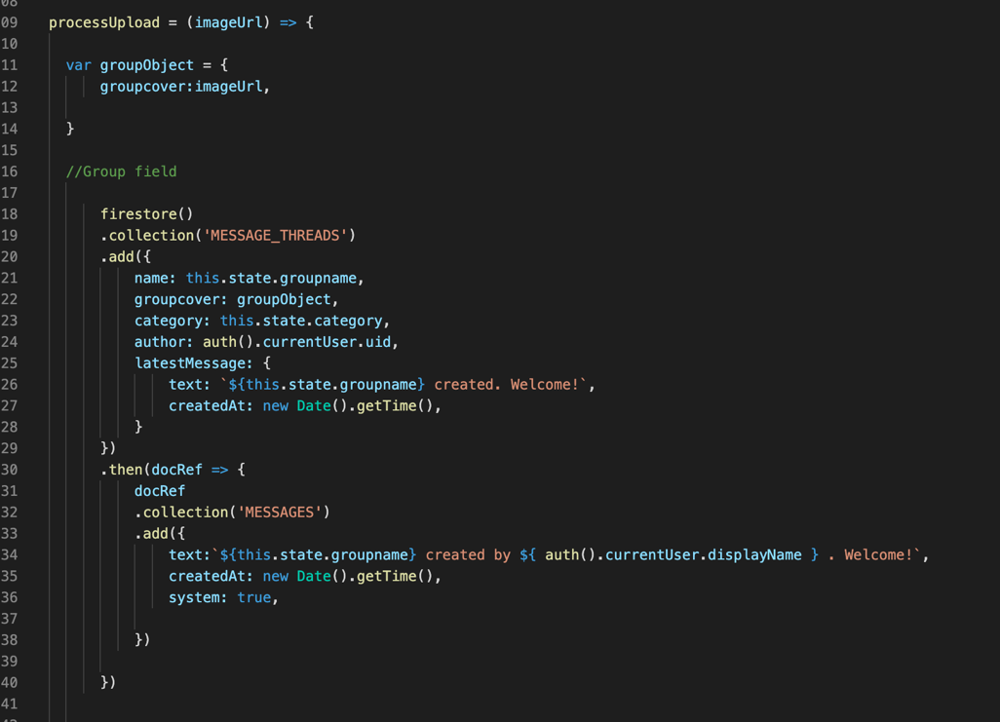 08
09 processUpload = (imageUrl) => {
10
11 var groupObject = {
12 groupcover:imageUrl,
13
14 }
15
16 //Group field
17
18 firestore()
19 .collection('MESSAGE_THREADS')
20 .add({
21 name: this.state.groupname,
22 groupcover: groupObject,
23 category: this.state.category,
24 author: auth().currentUser.uid,
25 latestMessage: {
26 text: `${this.state.groupname} created. Welcome!`,
27 createdAt: new Date().getTime(),
28 }
29 })
30 .then(docRef => {
31 docRef
32 .collection('MESSAGES')
33 .add({
34 text:`${this.state.groupname} created by ${ auth().currentUser.displayName } . Welcome!`,
35 createdAt: new Date().getTime(),
36 system: true,
37
38 })
39
40 })
41